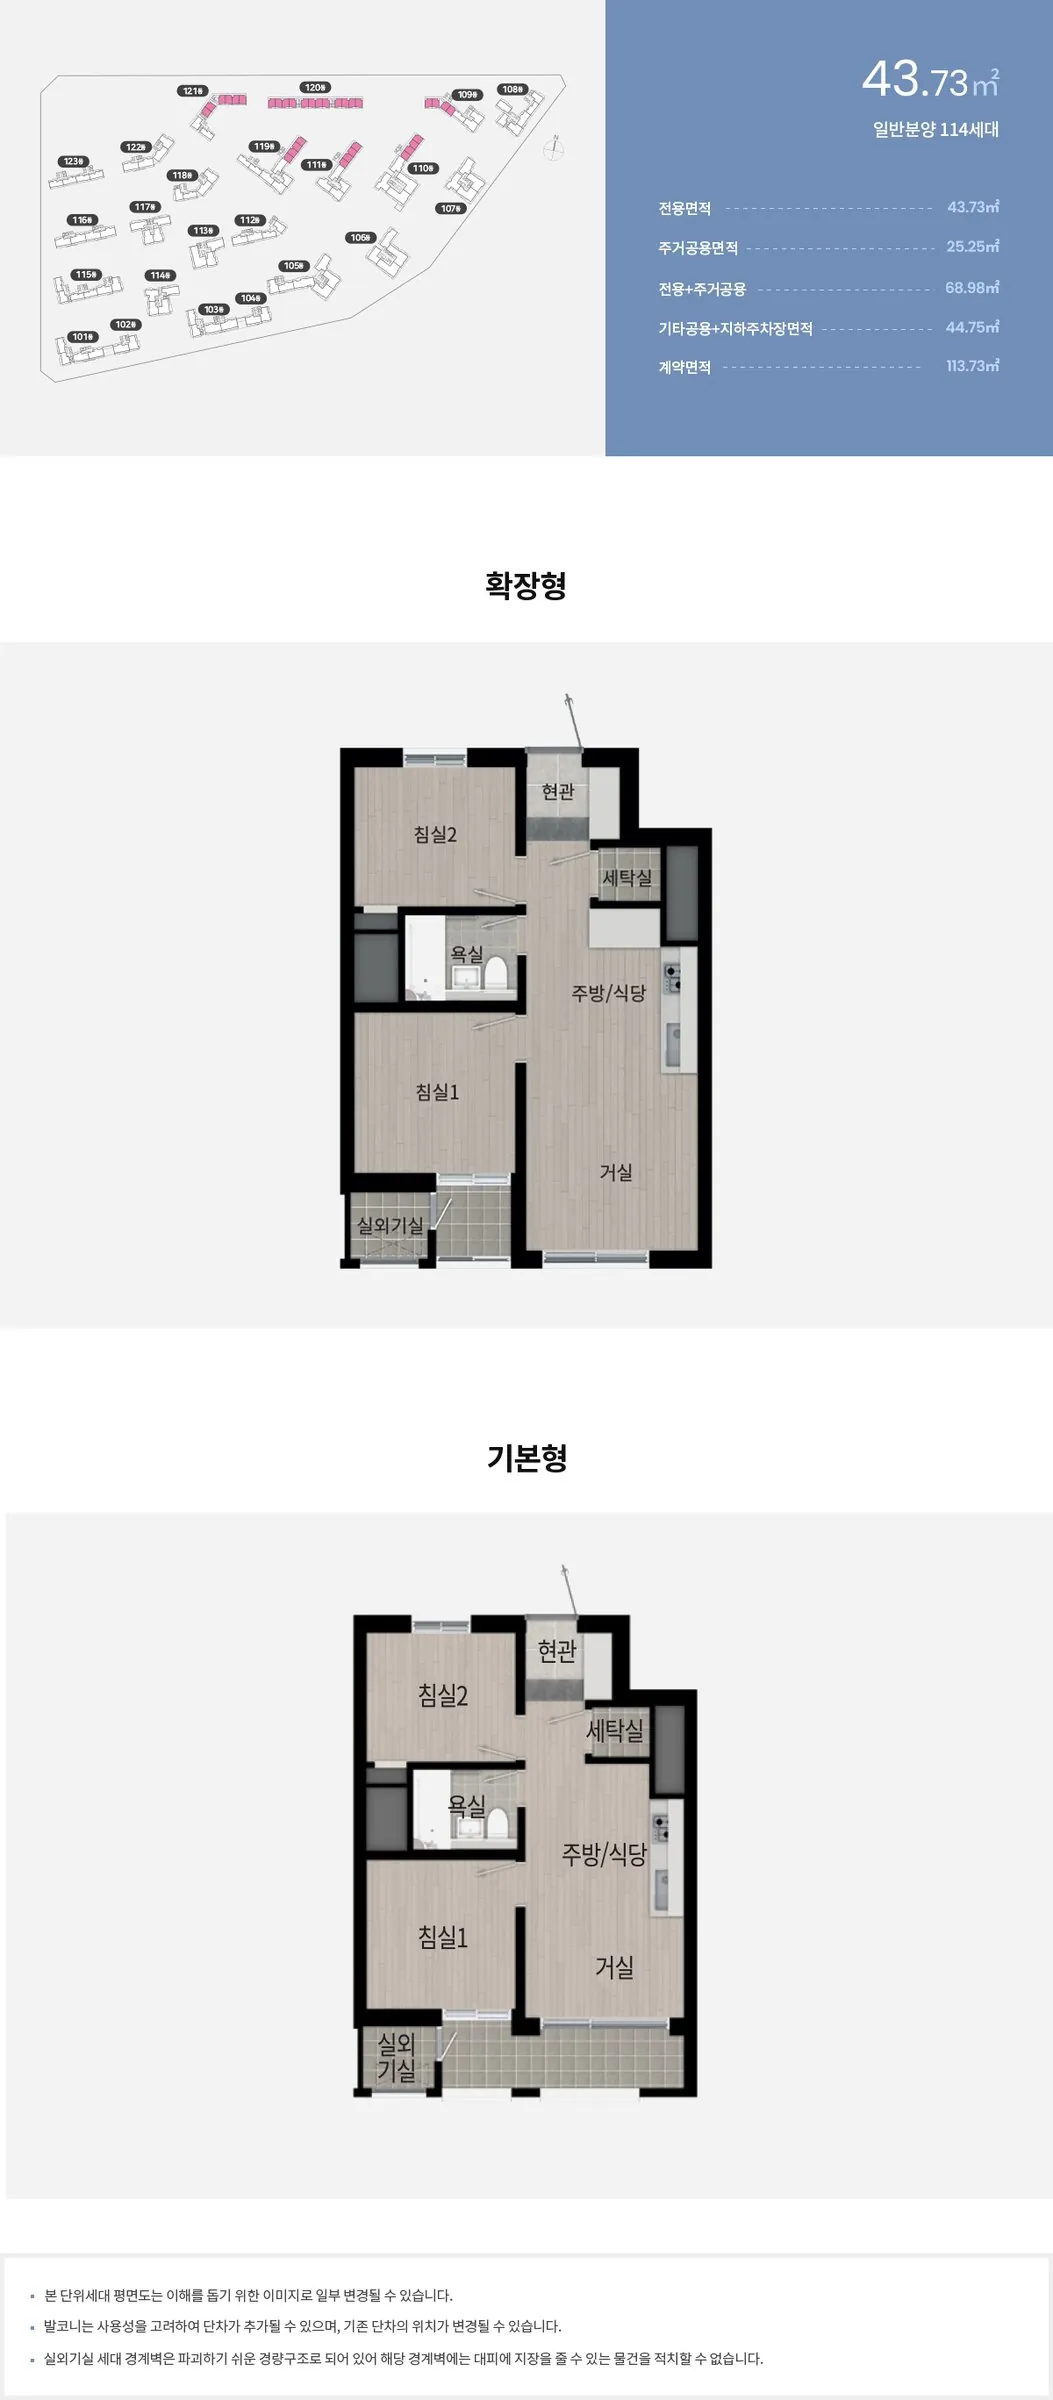 121동
120동
109동
108동
N
123동
122동
119동
111동
110동
118동
107동
116동
117동
113동
112동
106동
115동
114동
105동
104동
103동
102동
101동
43.73㎡
일반분양 114세대
전용면적 43.73㎡
주거공용면적 25.25㎡
전용+주거공용 68.98㎡
기타공용+지하주차장면적 44.75㎡
계약면적 113.73㎡
확장형
현관
침실2
세탁실
욕실
주방/식당
침실1
거실
실외기실
기본형
현관
침실2
세탁실
욕실
주방/식당
침실1
거실
실외
기실
본 단위세대 평면도는 이해를 돕기 위한 이미지로 일부 변경될 수 있습니다.
발코니는 사용성을 고려하여 단차가 추가될 수 있으며, 기존 단차의 위치가 변경될 수 있습니다.
실외기실 세대 경계벽은 파괴하기 쉬운 경량구조로 되어 있어 해당 경계벽에는 대피에 지장을 줄 수 있는 물건을 적치할 수 없습니다.